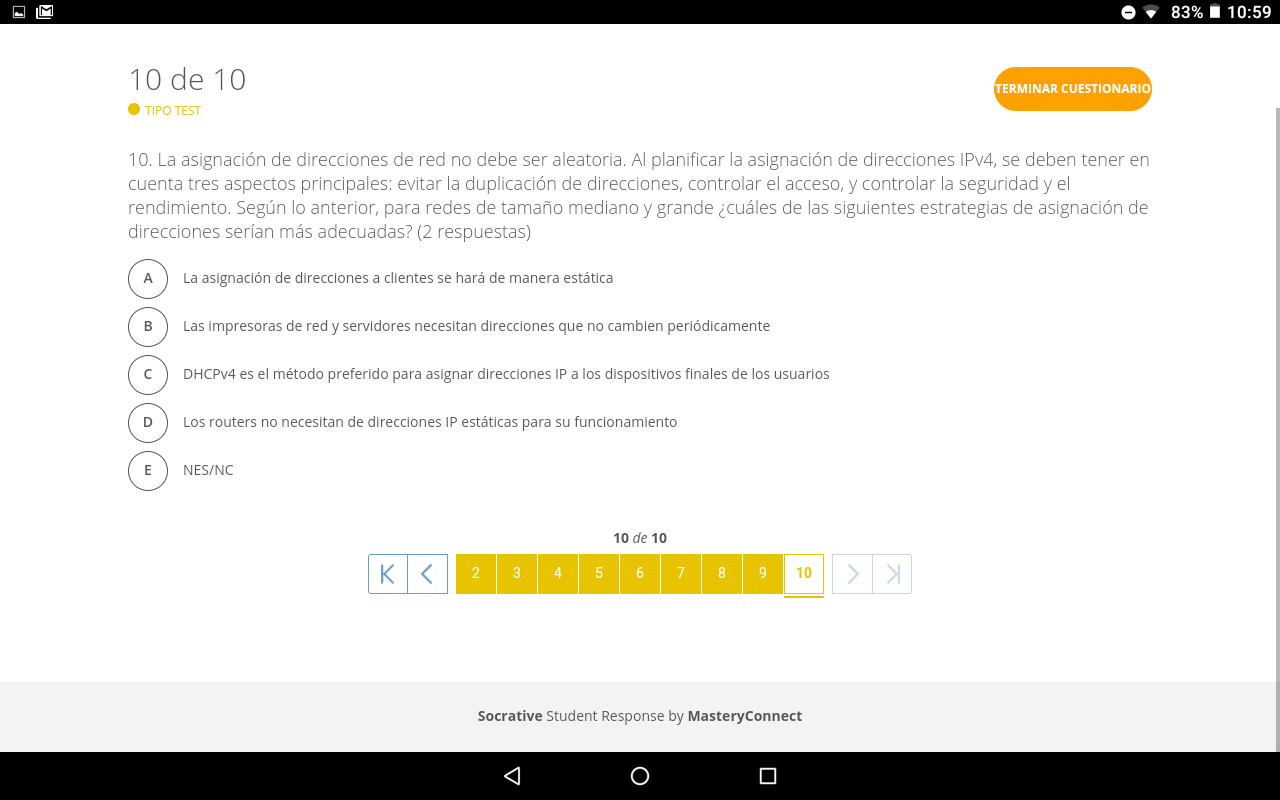 83% 10:59
10 de 10
TERMINAR CUESTIONARIO
TIPO TEST
10. La asignación de direcciones de red no debe ser aleatoria. Al planificar la asignación de direcciones IPv4, se deben tener en
cuenta tres aspectos principales: evitar la duplicación de direcciones, controlar el acceso, y controlar la seguridad y el
rendimiento. Según lo anterior, para redes de tamaño mediano y grande ¿cuáles de las siguientes estrategias de asignación de
direcciones serían más adecuadas? (2 respuestas)
A La asignación de direcciones a clientes se hará de manera estática
B Las impresoras de red y servidores necesitan direcciones que no cambien periódicamente
C DHCPv4 es el método preferido para asignar direcciones IP a los dispositivos finales de los usuarios
D Los routers no necesitan de direcciones IP estáticas para su funcionamiento
E NES/NC
10 de 10
2 3 4 5 6 7 8 9 10
Socrative Student Response by MasteryConnect